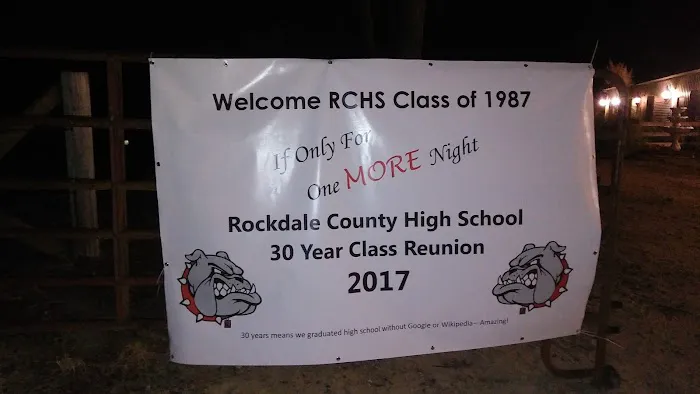 Welcome RCHS Class of 1987
If Only For
One MORE Night
Rockdale County High School
30 Year Class Reunion
2017
30 years means we graduated high school without Google or Wikipedia—Amazing!